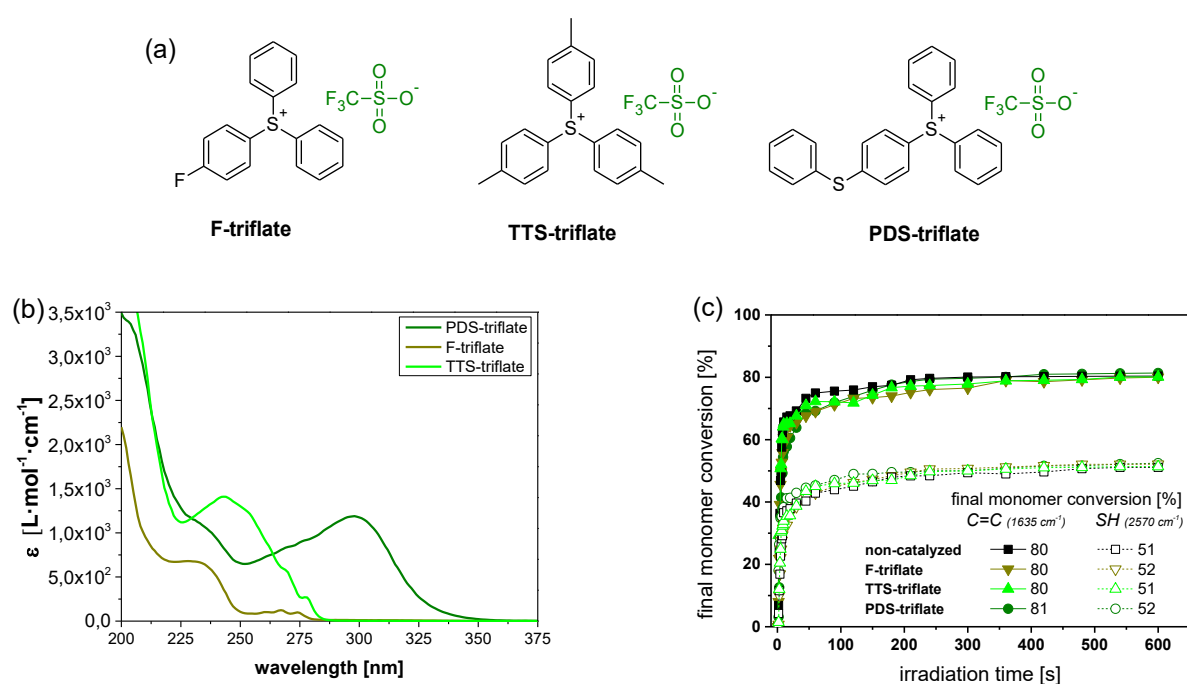 (a)
F
S
+
F₃C
S
O
O
O⁻
F-triflate
S
+
F₃C
S
O
O
O⁻
TTS-triflate
S
S
+
F₃C
S
O
O
O⁻
PDS-triflate
(b)
ε [L·mol⁻¹·cm⁻¹]
3,5x10³
3,0x10³
2,5x10³
2,0x10³
1,5x10³
1,0x10³
5,0x10²
0,0
200 225 250 275 300 325 350 375
wavelength [nm]
PDS-triflate
F-triflate
TTS-triflate
(c)
final monomer conversion [%]
100
80
60
40
20
0
0 100 200 300 400 500 600
irradiation time [s]
final monomer conversion [%]
C=C (1635 cm⁻¹) SH (2570 cm⁻¹)
non-catalyzed 80 51
F-triflate 80 52
TTS-triflate 80 51
PDS-triflate 81 52